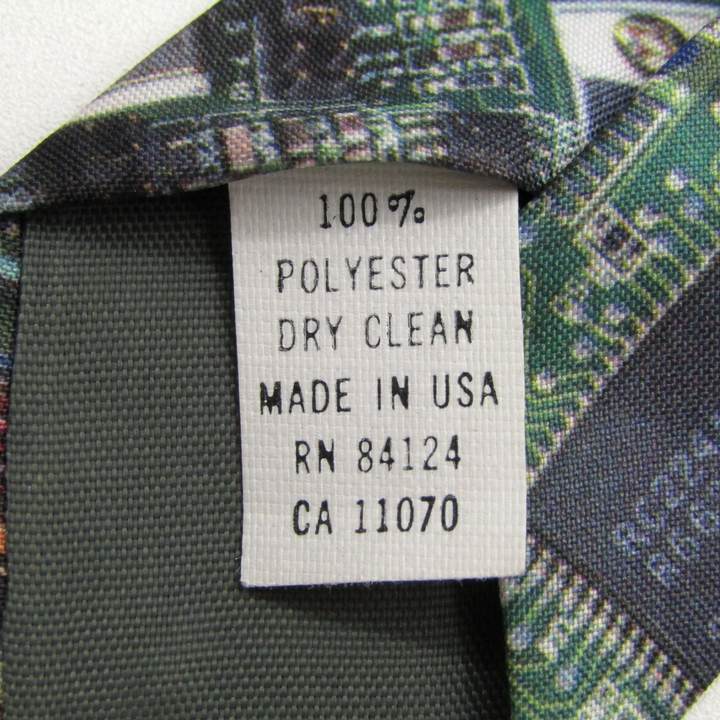 100%
POLYESTER
DRY CLEAN
MADE IN USA
RN 84124
CA 11070